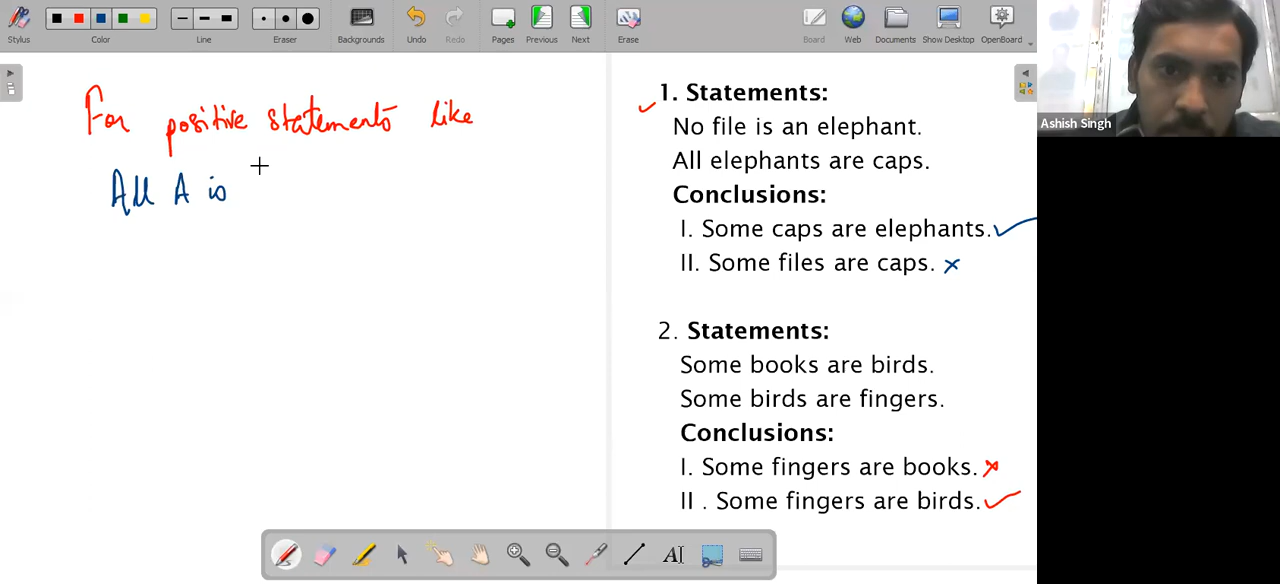 Stylus
Color
Line
Eraser
Backgrounds
Undo
Redo
Pages
Previous
Next
Erase
Board
Web
Documents
Show Desktop
OpenBoard
For positive statements like
All A is
1. Statements:
No file is an elephant.
All elephants are caps.
Conclusions:
I. Some caps are elephants.
II. Some files are caps.
2. Statements:
Some books are birds.
Some birds are fingers.
Conclusions:
I. Some fingers are books.
II . Some fingers are birds.
Ashish Singh
AI